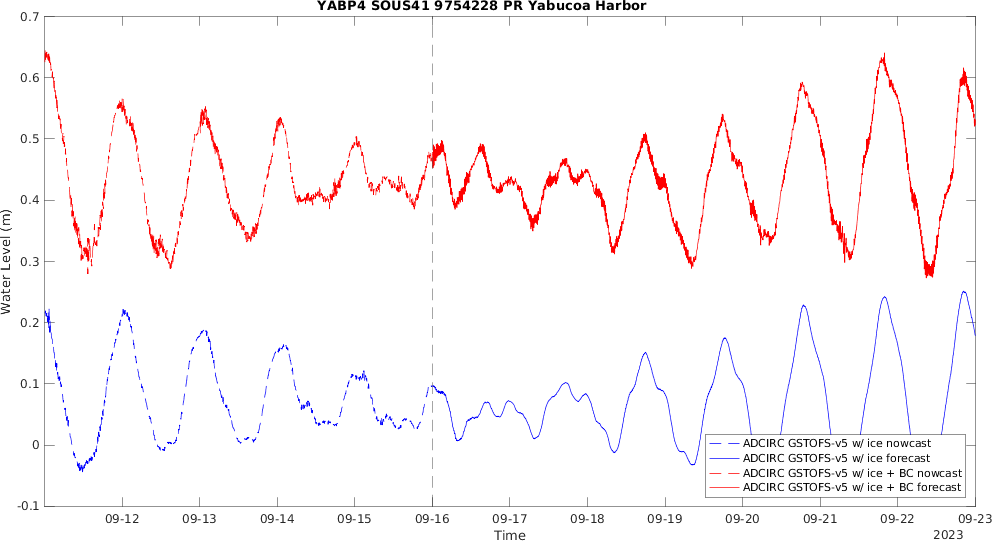 YABP4 SOUS41 9754228 PR Yabucoa Harbor
0.7
0.6
0.5
0.4
0.3
0.2
0.1
0
-0.1
Water Level (m)
ADCIRC GSTOFS-v5 w/ ice nowcast
ADCIRC GSTOFS-v5 w/ ice forecast
ADCIRC GSTOFS-v5 w/ ice + BC nowcast
ADCIRC GSTOFS-v5 w/ ice + BC forecast
09-12 09-13 09-14 09-15 09-16 09-17 09-18 09-19 09-20 09-21 09-22 09-23
Time
2023